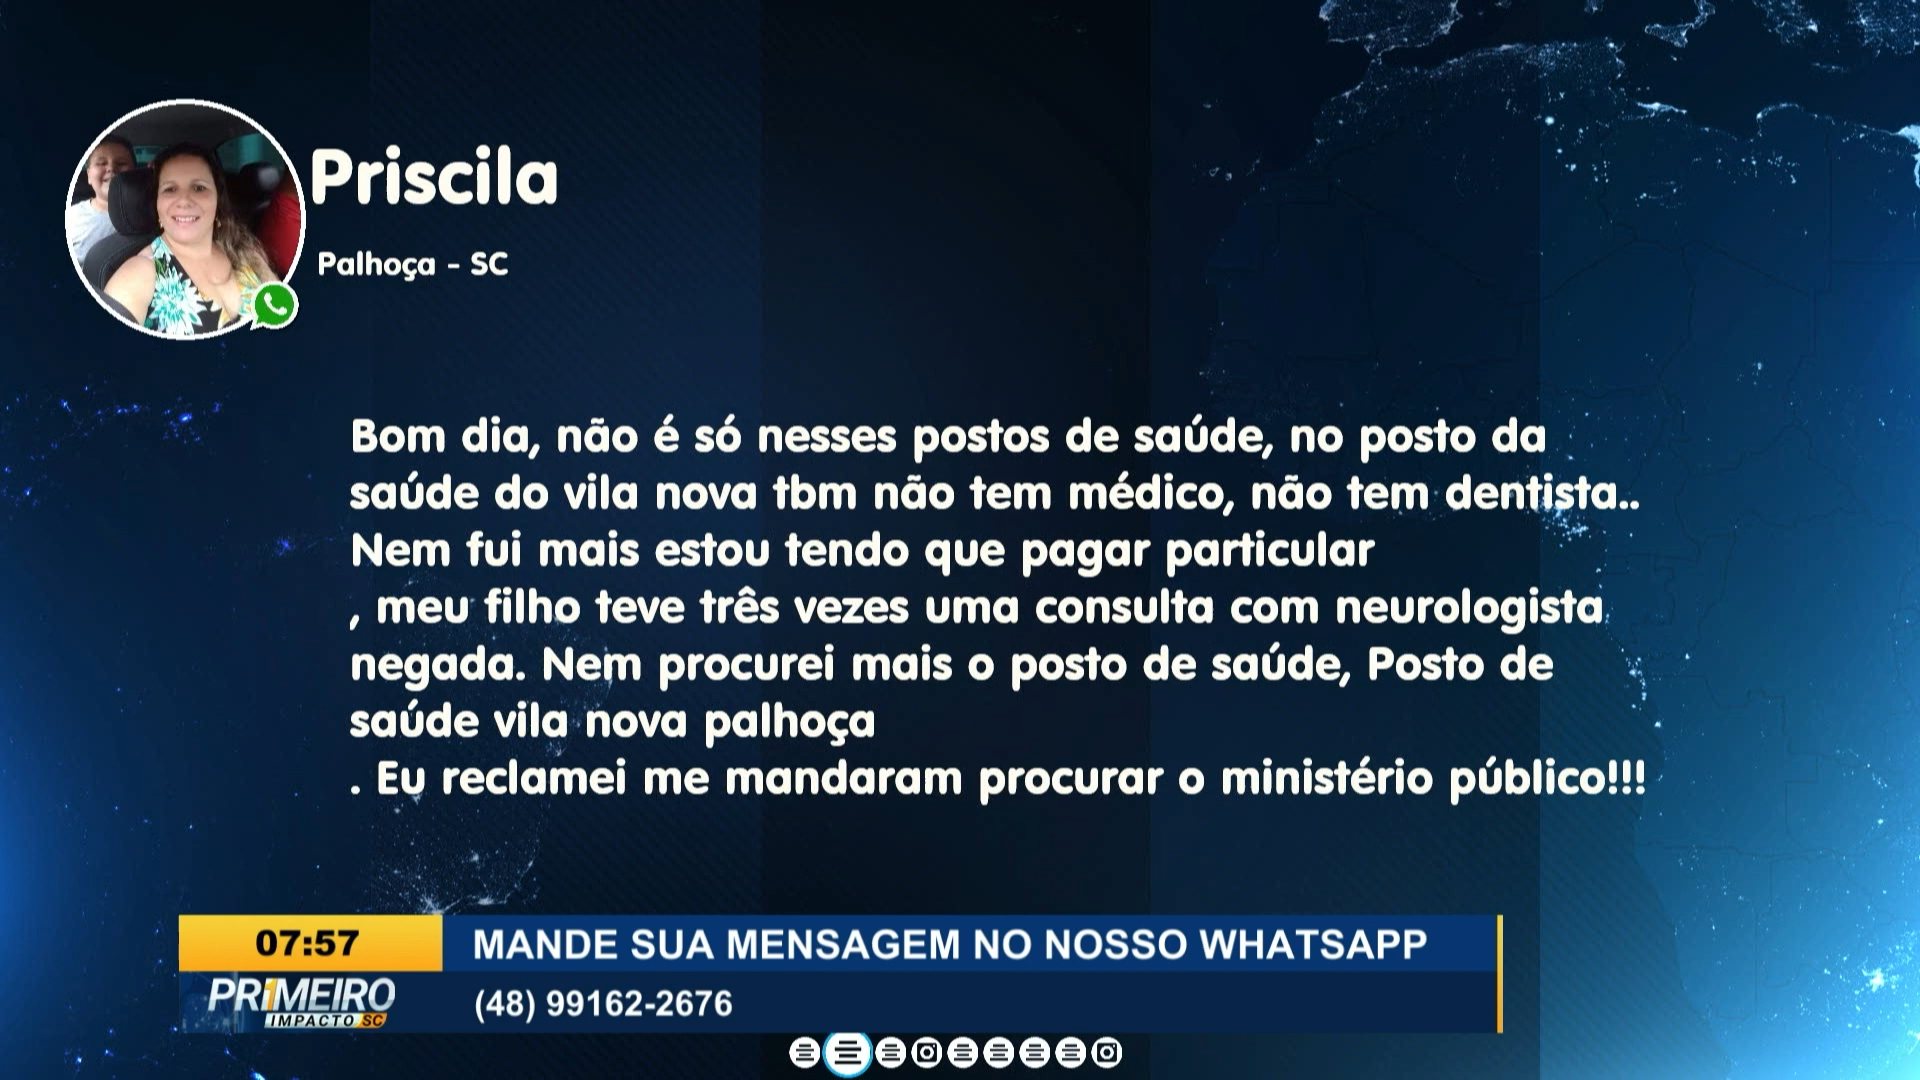 Priscila
Palhoça - SC
Bom dia, não é só nesses postos de saúde, no posto da
saúde do vila nova tbm não tem médico, não tem dentista..
Nem fui mais estou tendo que pagar particular
, meu filho teve três vezes uma consulta com neurologista
negada. Nem procurei mais o posto de saúde, Posto de
saúde vila nova palhoça
. Eu reclamei me mandaram procurar o ministério público!!!
07:57
MANDE SUA MENSAGEM NO NOSSO WHATSAPP
PR1MEIRO
IMPACTO SC
(48) 99162-2676